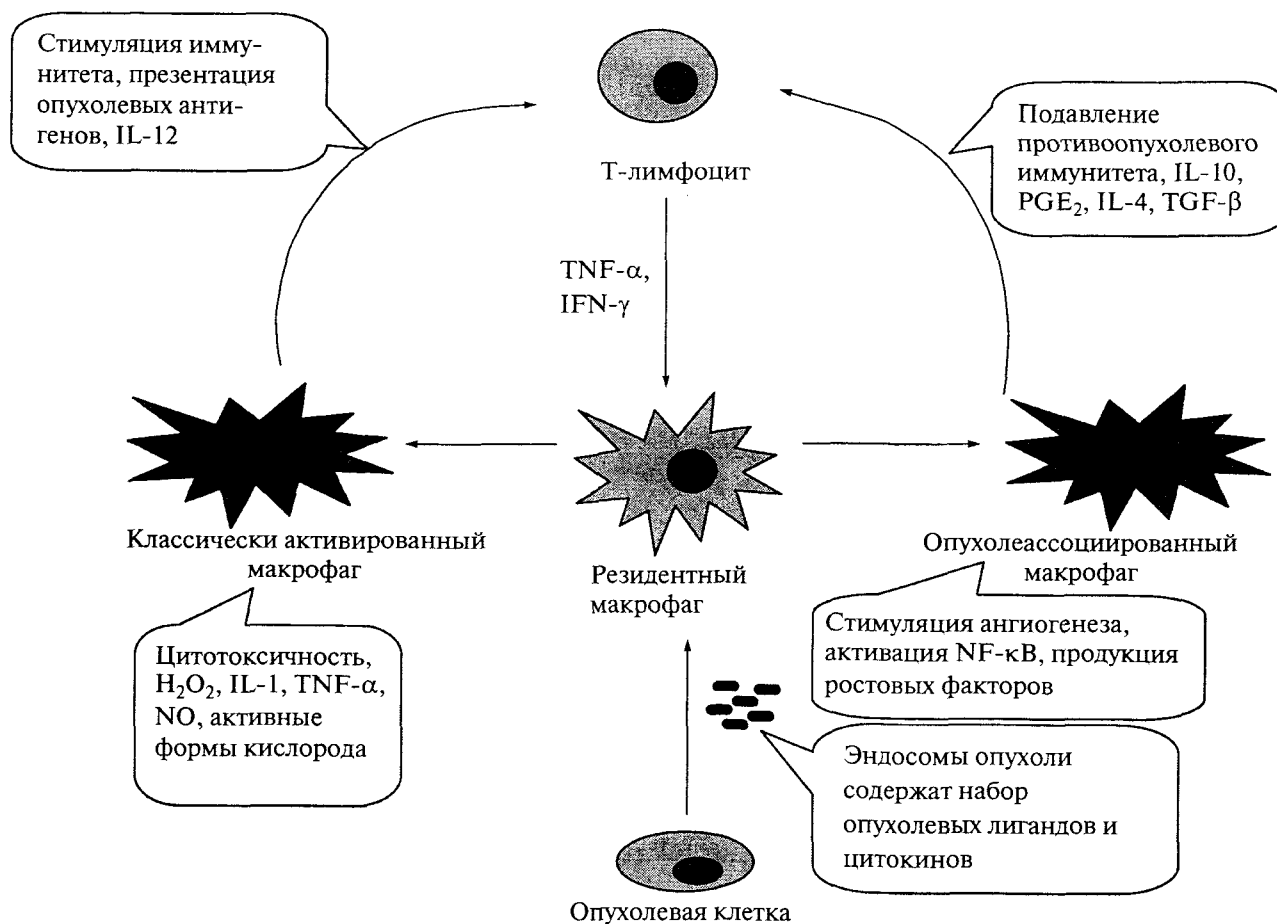 Стимуляция имму-
нитета, презентация
опухолевых анти-
генов, IL-12
Т-лимфоцит
Подавление
противоопухолевого
иммунитета, IL-10,
PGE₂, IL-4, TGF-β
TNF-α,
IFN-γ
Классически активированный
макрофаг
Резидентный
макрофаг
Опухолеассоциированный
макрофаг
Цитотоксичность,
H₂O₂, IL-1, TNF-α,
NO, активные
формы кислорода
Стимуляция ангиогенеза,
активация NF-κB, продукция
ростовых факторов
Эндосомы опухоли
содержат набор
опухолевых лигандов и
цитокинов
Опухолевая клетка